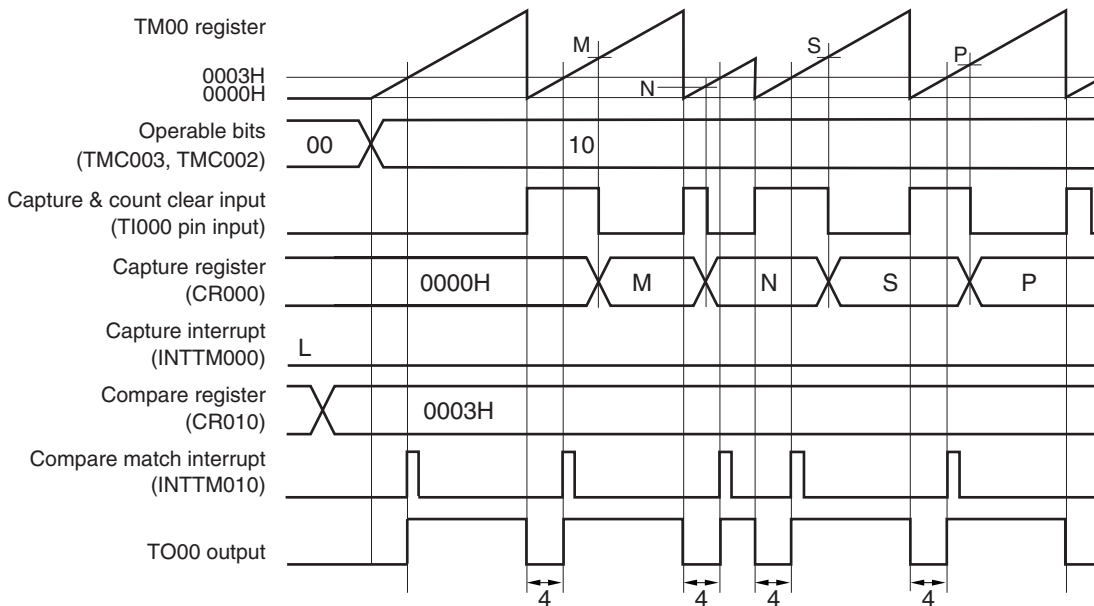 TM00 register
M
S
P
0003H
0000H
N
Operable bits
(TMC003, TMC002)
00
10
Capture & count clear input
(TI000 pin input)
Capture register
(CR000)
0000H
M
N
S
P
Capture interrupt
(INTTM000)
L
Compare register
(CR010)
0003H
Compare match interrupt
(INTTM010)
TO00 output
4
4
4
4